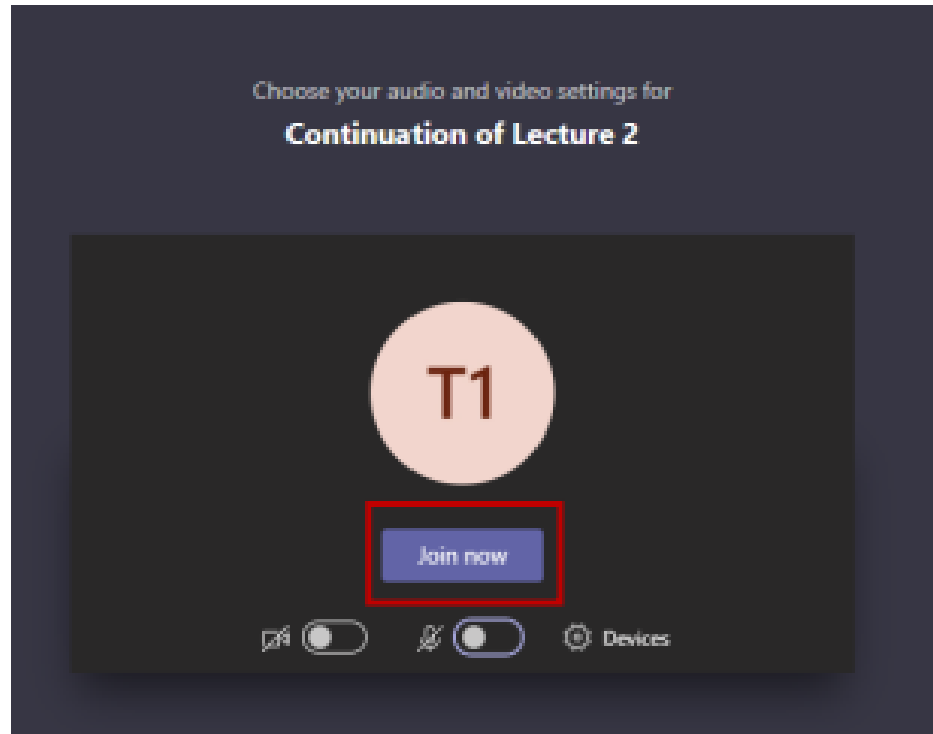 Choose your audio and video settings for
Continuation of Lecture 2
T1
Join now
Devices